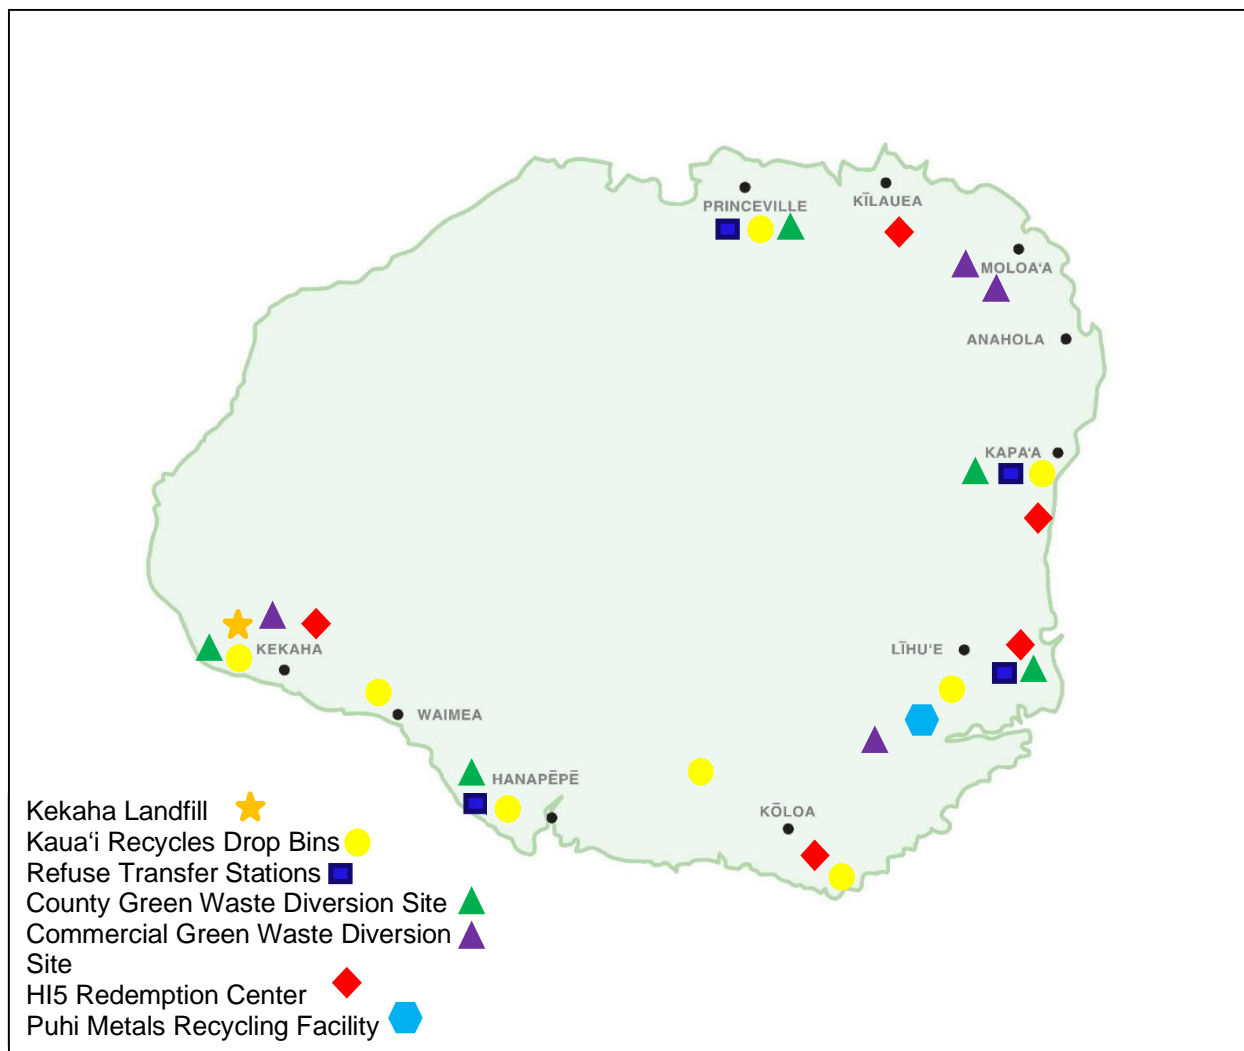 PRINCEVILLE
KĪLAUEA
MOLOA‘A
ANAHOLA
KAPA‘A
LĪHU‘E
KEKAHA
WAIMEA
HANAPĒPĒ
KŌLOA
Kekaha Landfill
Kaua‘i Recycles Drop Bins
Refuse Transfer Stations
County Green Waste Diversion Site
Commercial Green Waste Diversion
Site
HI5 Redemption Center
Puhi Metals Recycling Facility